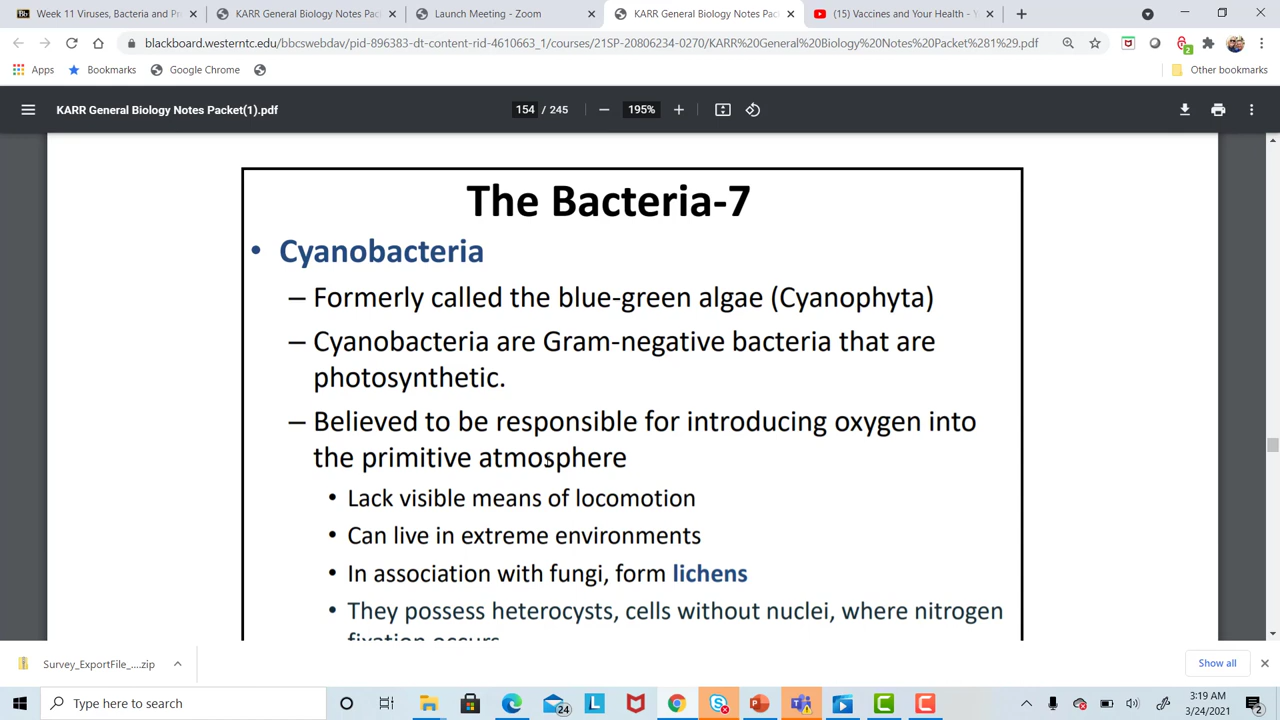 Week 11 Viruses, Bacteria and Pr
KARR General Biology Notes Pac
Launch Meeting - Zoom
KARR General Biology Notes Pac
(15) Vaccines and Your Health - Y
blackboard.westerntc.edu/bbcswebdav/pid-896383-dt-content-rid-4610663_1/courses/21SP-20806234-0270/KARR%20General%20Biology%20Notes%20Packet%281%29.pdf
2
Apps
Bookmarks
Google Chrome
Other bookmarks
KARR General Biology Notes Packet(1).pdf
154 / 245
195%
The Bacteria-7
• Cyanobacteria
– Formerly called the blue-green algae (Cyanophyta)
– Cyanobacteria are Gram-negative bacteria that are
photosynthetic.
– Believed to be responsible for introducing oxygen into
the primitive atmosphere
• Lack visible means of locomotion
• Can live in extreme environments
• In association with fungi, form lichens
• They possess heterocysts, cells without nuclei, where nitrogen
fixation occurs
Survey_ExportFile_....zip
Show all
Type here to search
24
3:19 AM
3/24/2021
2